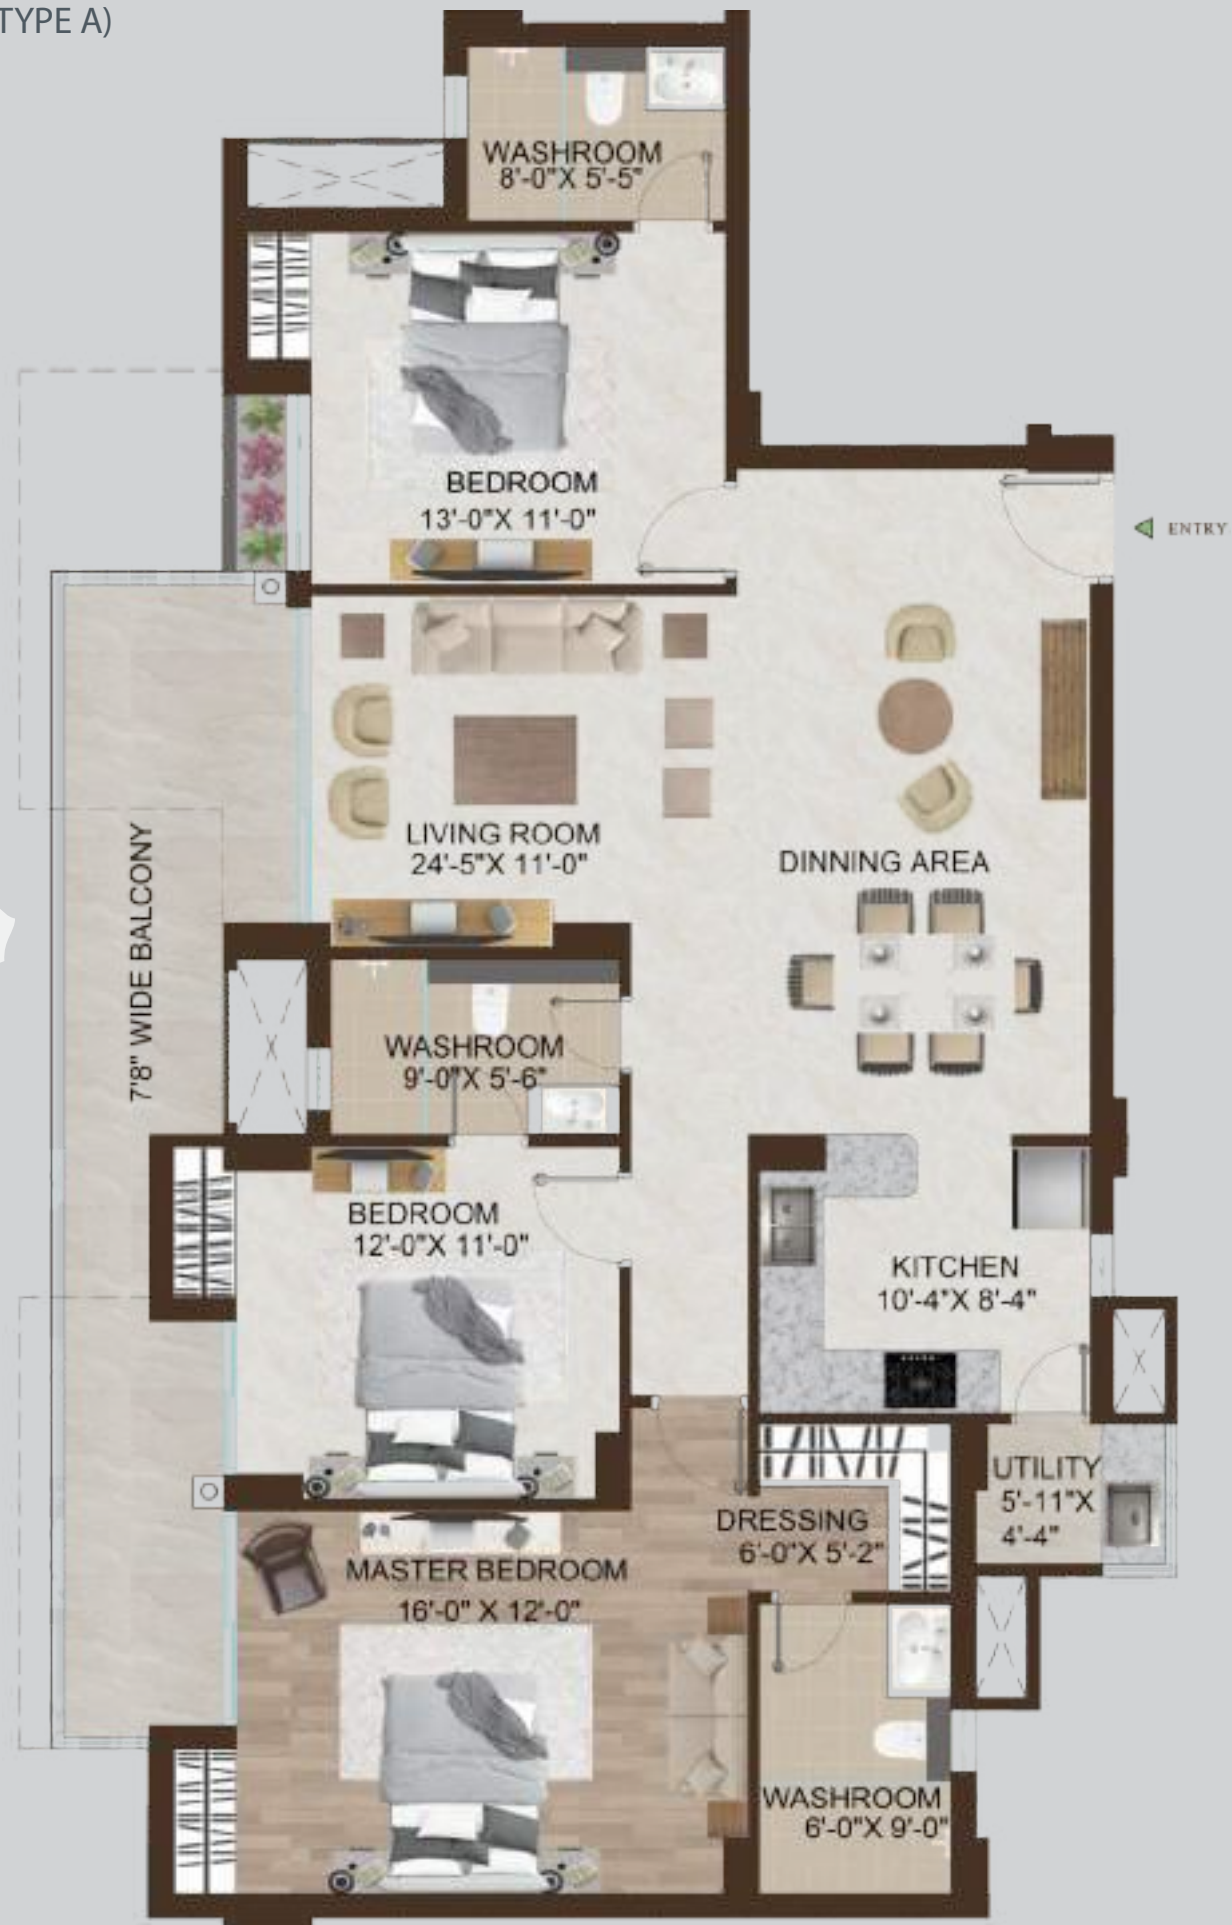 TYPE A)
WASHROOM
8'-0"X 5'-5"
BEDROOM
13'-0"X 11'-0"
ENTRY
LIVING ROOM
24'-5"X 11'-0"
DINNING AREA
7'8" WIDE BALCONY
WASHROOM
9'-0"X 5'-6"
BEDROOM
12'-0"X 11'-0"
KITCHEN
10'-4"X 8'-4"
UTILITY
5'-11"X
4'-4"
DRESSING
6'-0"X 5'-2"
MASTER BEDROOM
16'-0" X 12'-0"
WASHROOM
6'-0"X 9'-0"